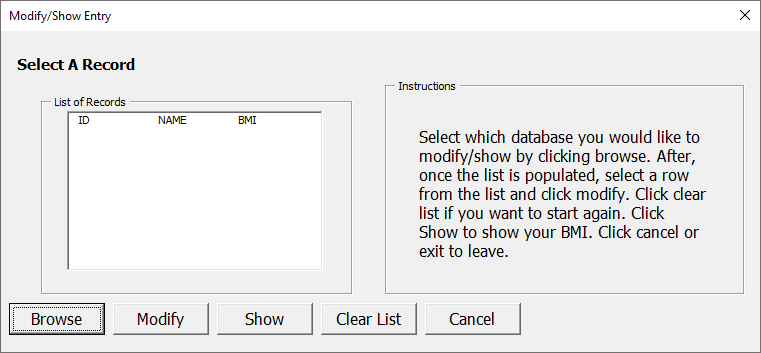 Modify/Show Entry
Select A Record
List of Records
ID NAME BMI
Instructions
Select which database you would like to
modify/show by clicking browse. After,
once the list is populated, select a row
from the list and click modify. Click clear
list if you want to start again. Click
Show to show your BMI. Click cancel or
exit to leave.
Browse Modify Show Clear List Cancel